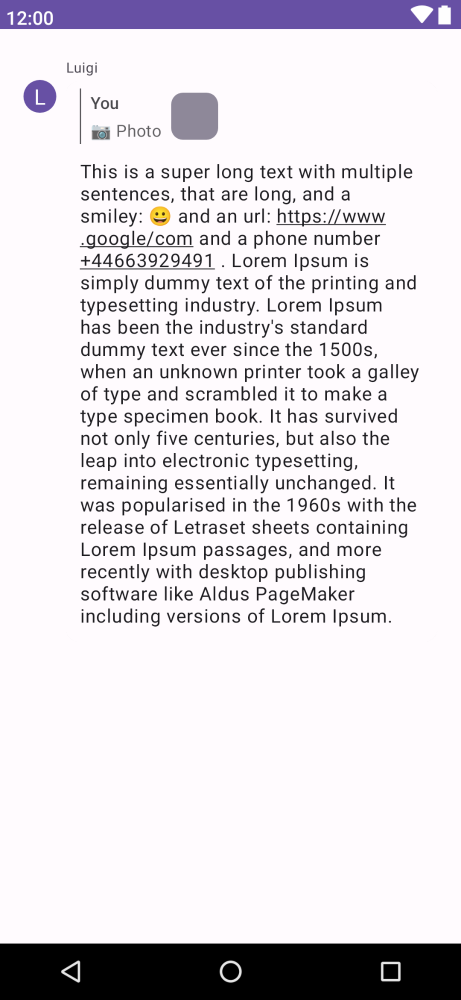 12:00
Luigi
L
You
📷 Photo
This is a super long text with multiple
sentences, that are long, and a
smiley: 😀 and an url: https://www
.google/com and a phone number
+44663929491 . Lorem Ipsum is
simply dummy text of the printing and
typesetting industry. Lorem Ipsum
has been the industry's standard
dummy text ever since the 1500s,
when an unknown printer took a galley
of type and scrambled it to make a
type specimen book. It has survived
not only five centuries, but also the
leap into electronic typesetting,
remaining essentially unchanged. It
was popularised in the 1960s with the
release of Letraset sheets containing
Lorem Ipsum passages, and more
recently with desktop publishing
software like Aldus PageMaker
including versions of Lorem Ipsum.